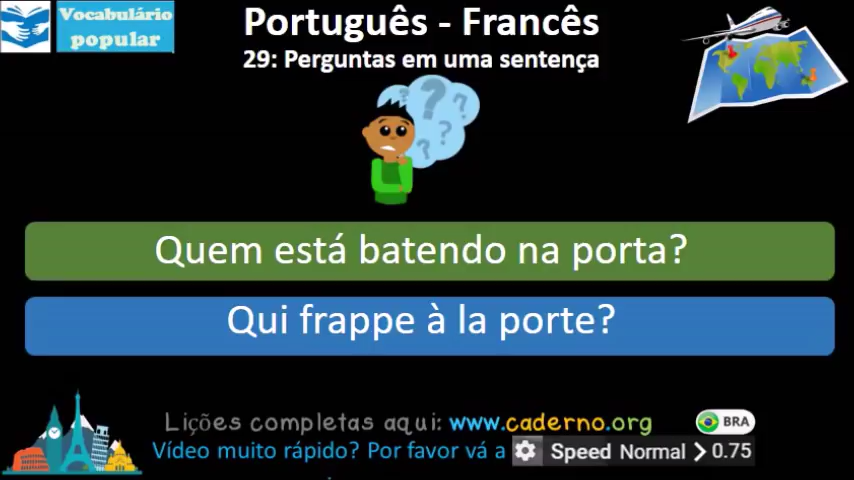 Vocabulário
popular
Português - Francês
29: Perguntas em uma sentença
Quem está batendo na porta?
Qui frappe à la porte?
Lições completas aqui: www.caderno.org
BRA
Vídeo muito rápido? Por favor vá a Speed Normal > 0.75